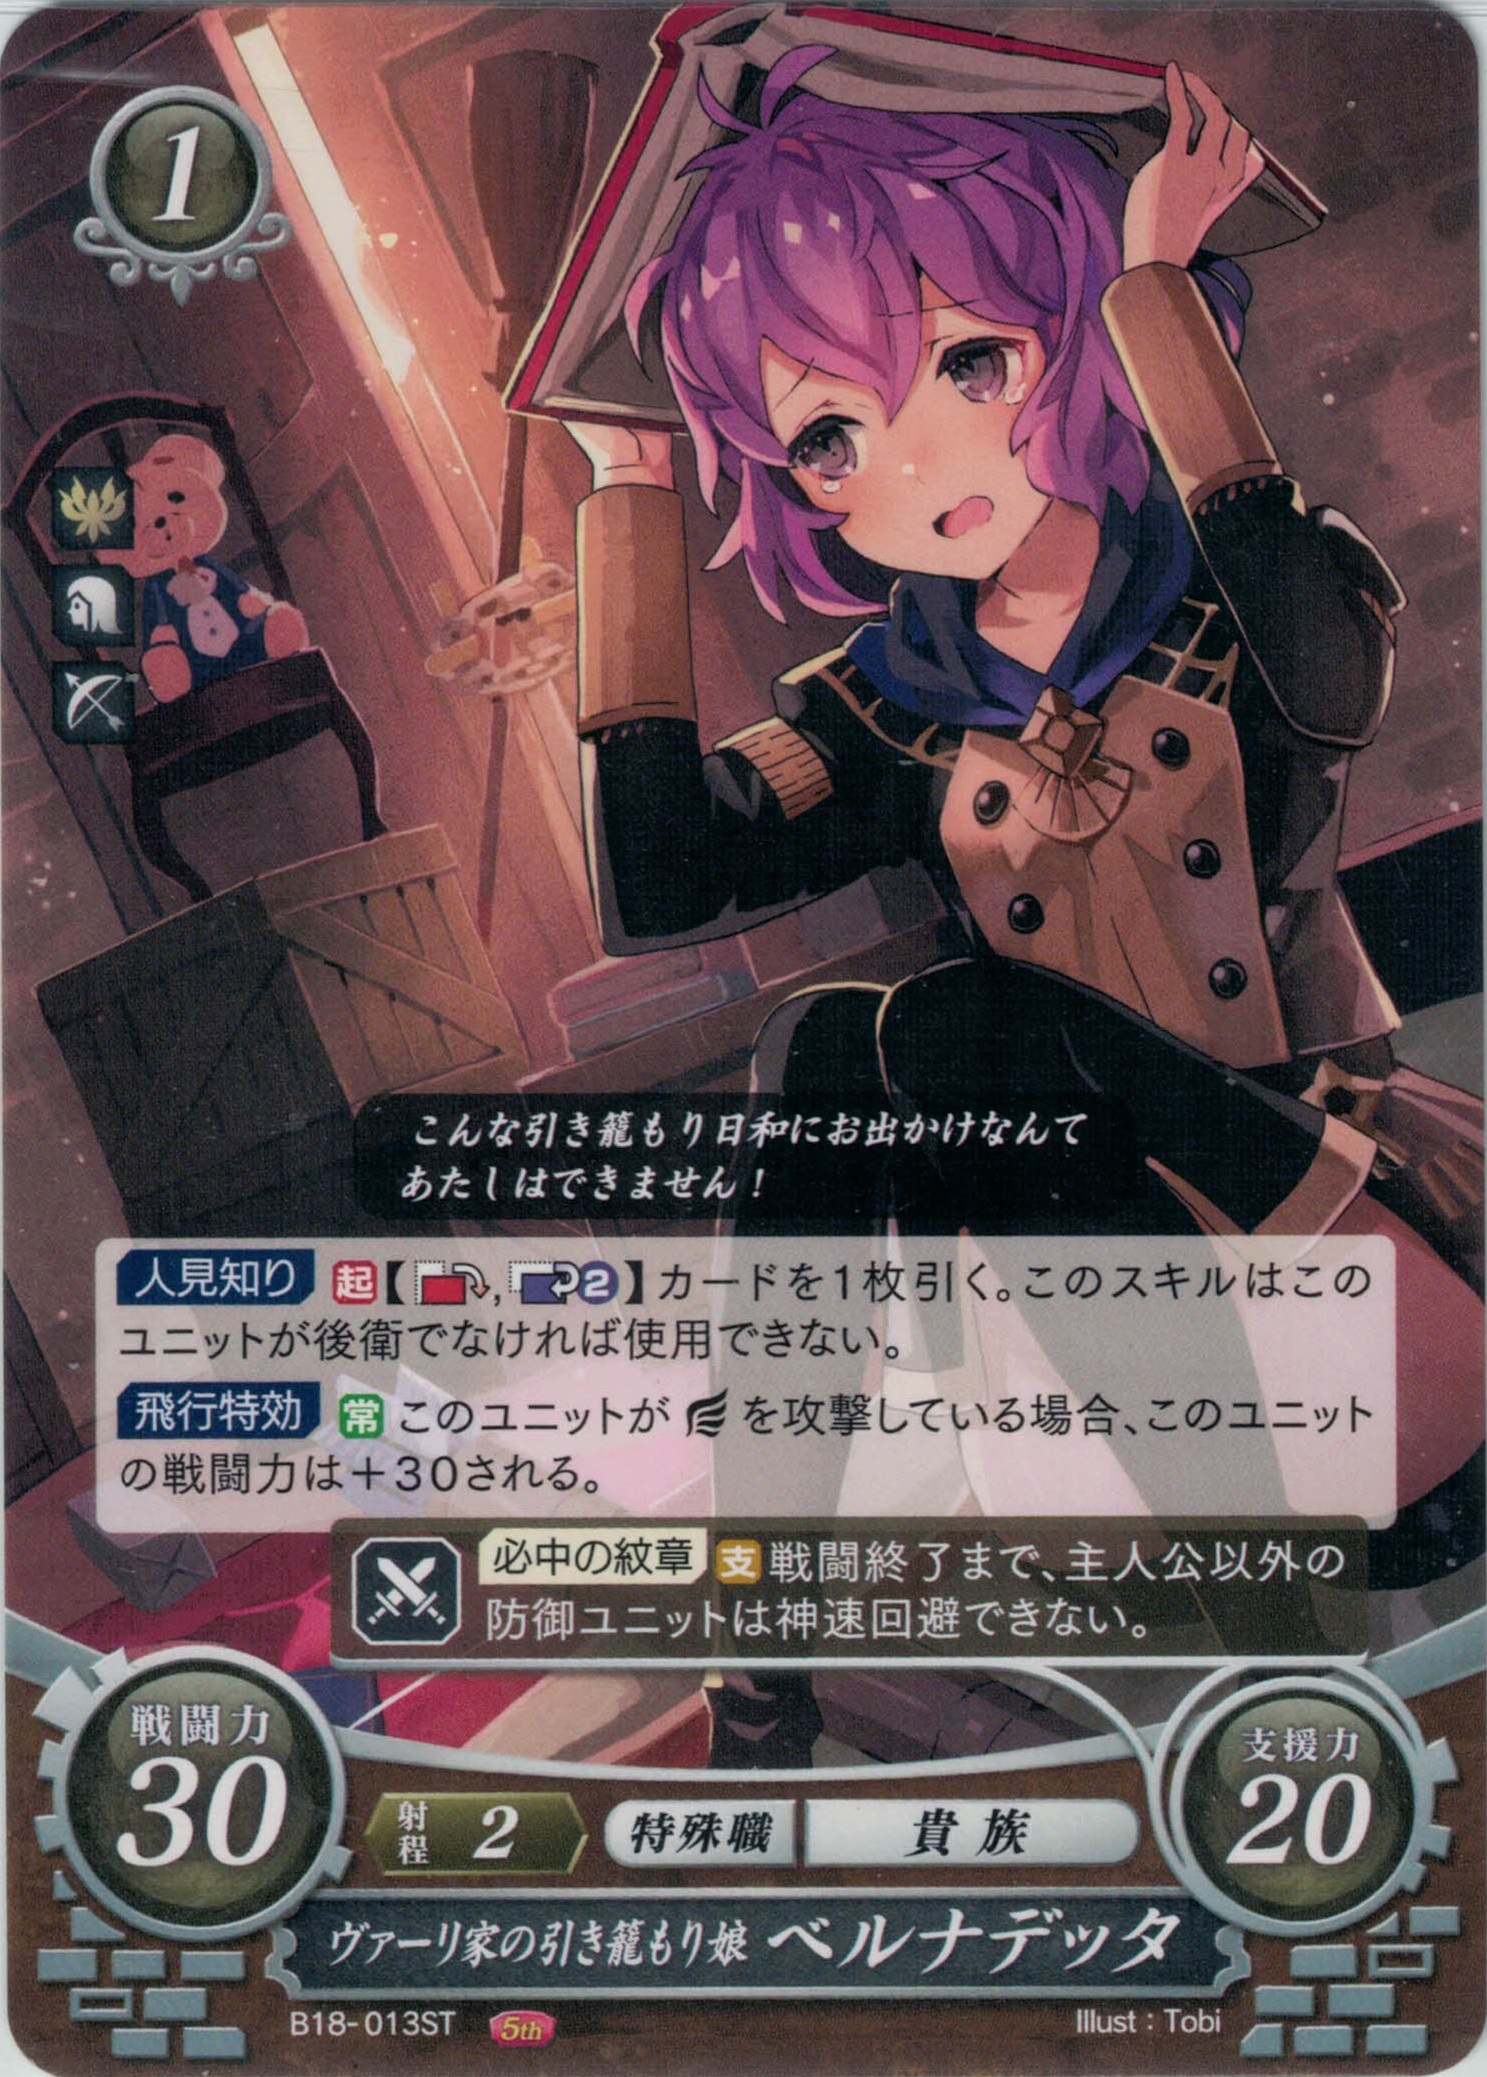 1
こんな引き籠もり日和にお出かけなんて
あたしはできません！
人見知り 起【 , 2】カードを1枚引く。このスキルはこの
ユニットが後衛でなければ使用できない。
飛行特効 常 このユニットが を攻撃している場合、このユニット
の戦闘力は＋30される。
必中の紋章 支 戦闘終了まで、主人公以外の
防御ユニットは神速回避できない。
戦闘力
30
射程 2
特殊職 貴族
支援力
20
ヴァーリ家の引き籠もり娘 ベルナデッタ
B18-013ST 5th
Illust：Tobi